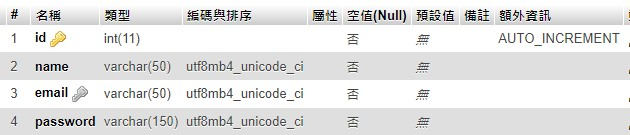 # 名稱 類型 編碼與排序 屬性 空值(Null) 預設值 備註 額外資訊
1 id int(11) 否 無 AUTO_INCREMENT
2 name varchar(50) utf8mb4_unicode_ci 否 無
3 email varchar(50) utf8mb4_unicode_ci 否 無
4 password varchar(150) utf8mb4_unicode_ci 否 無